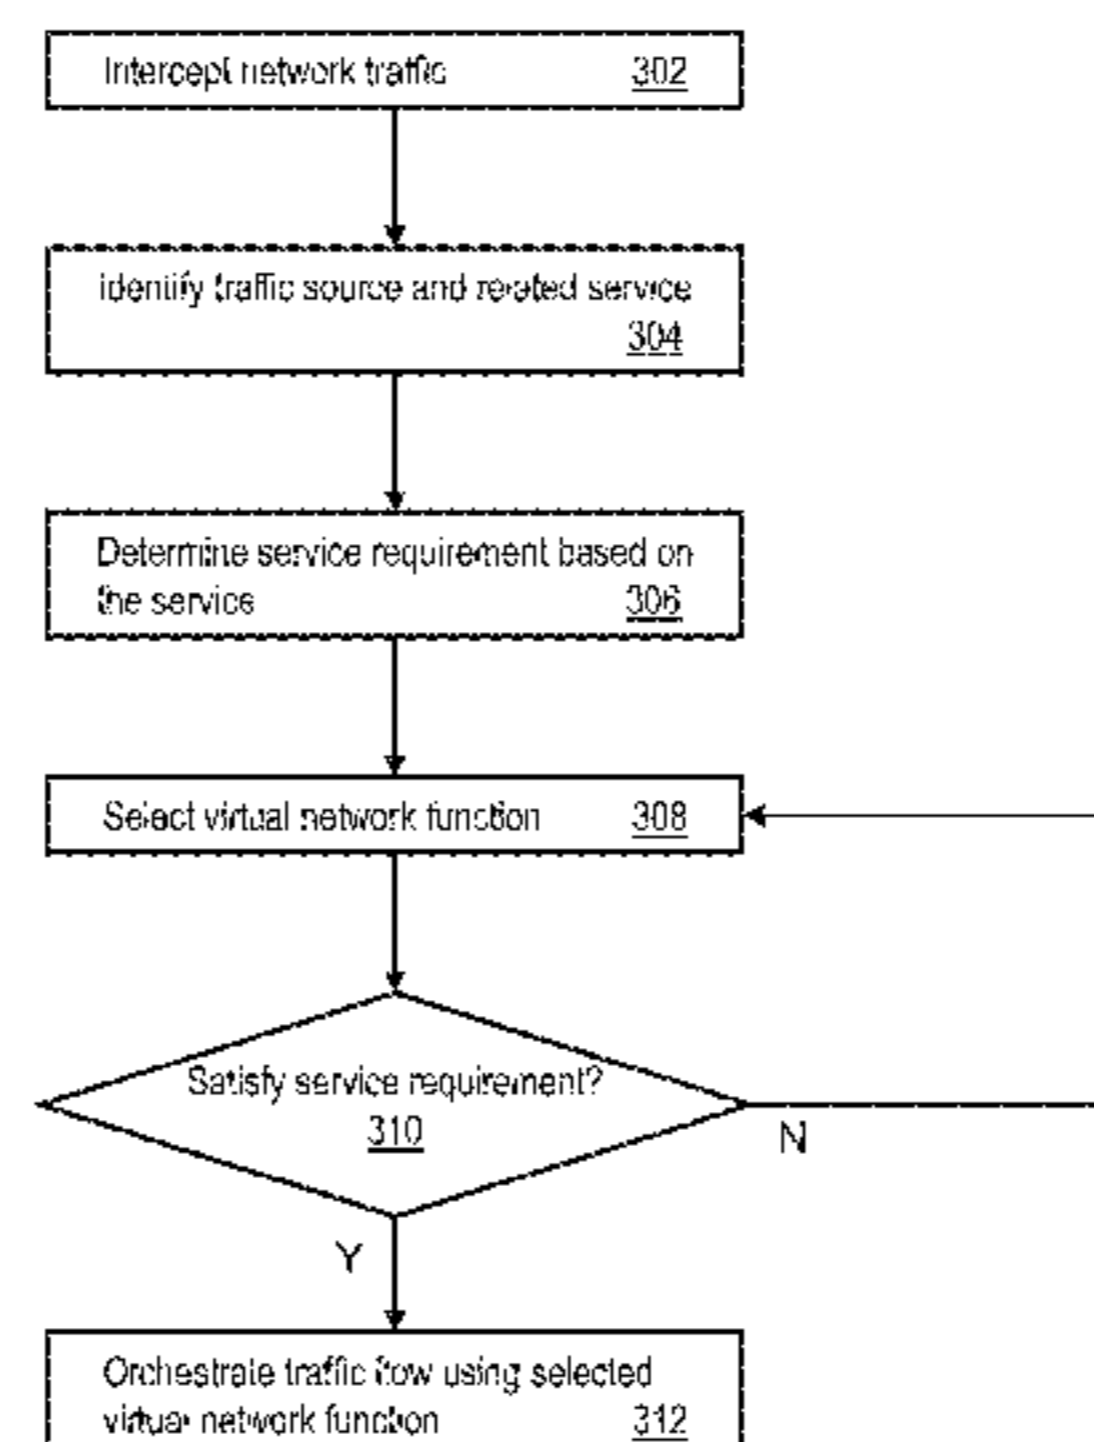 Intercept network traffic 302
Identify traffic source and related service
304
Determine service requirement based on
the service 306
Select virtual network function 308
Satisfy service requirement?
310
N
Y
Orchestrate traffic flow using selected
virtual network function 312